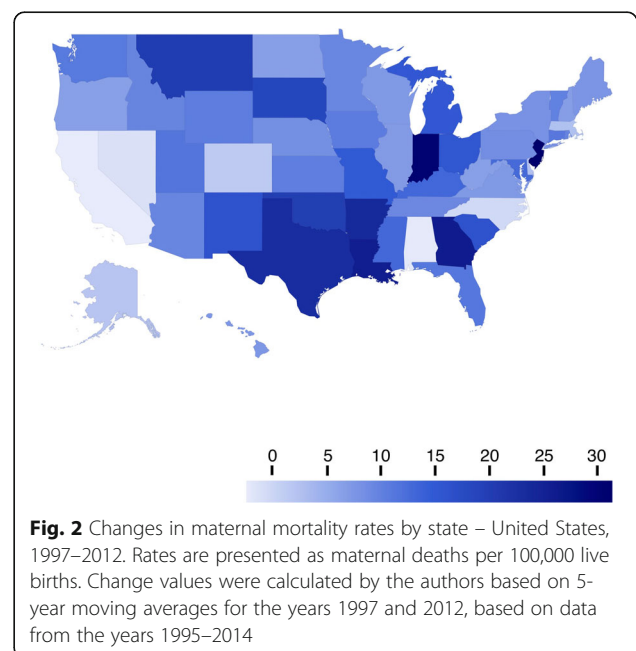 0 5 10 15 20 25 30
Fig. 2 Changes in maternal mortality rates by state – United States,
1997–2012. Rates are presented as maternal deaths per 100,000 live
births. Change values were calculated by the authors based on 5-
year moving averages for the years 1997 and 2012, based on data
from the years 1995–2014